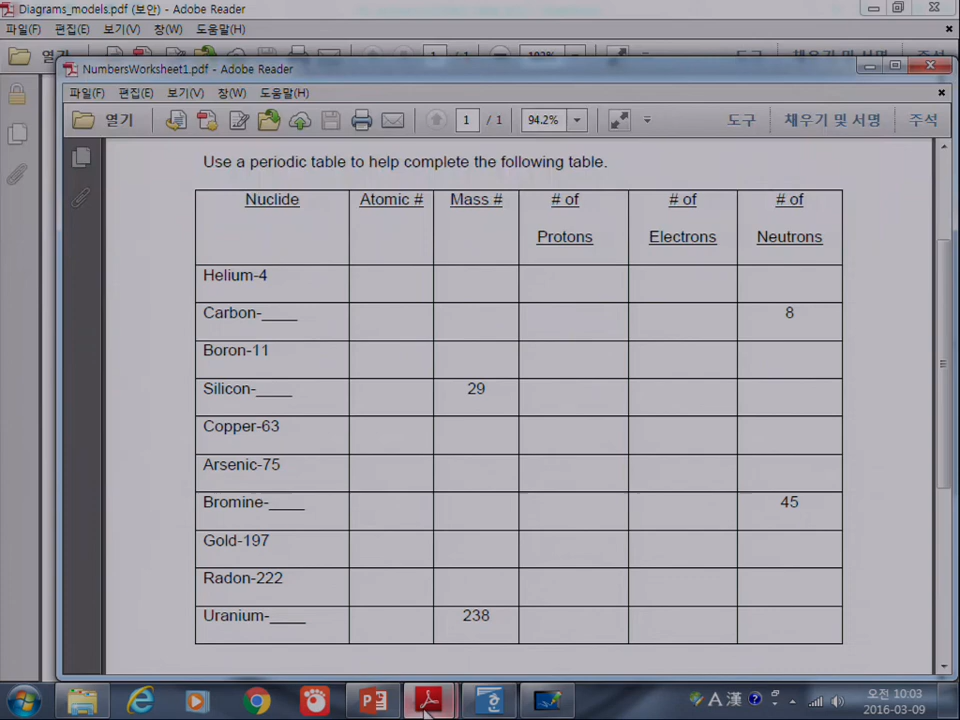 Diagrams_models.pdf (보안) - Adobe Reader
파일(F) 편집(E) 보기(V) 창(W) 도움말(H)
NumbersWorksheet1.pdf - Adobe Reader
파일(F) 편집(E) 보기(V) 창(W) 도움말(H)
열기 1 / 1 94.2% 도구 채우기 및 서명 주석
Use a periodic table to help complete the following table.
Nuclide Atomic # Mass # # of Protons # of Electrons # of Neutrons
Helium-4
Carbon-____ 8
Boron-11
Silicon-____ 29
Copper-63
Arsenic-75
Bromine-____ 45
Gold-197
Radon-222
Uranium-____ 238
A 漢
오전 10:03
2016-03-09